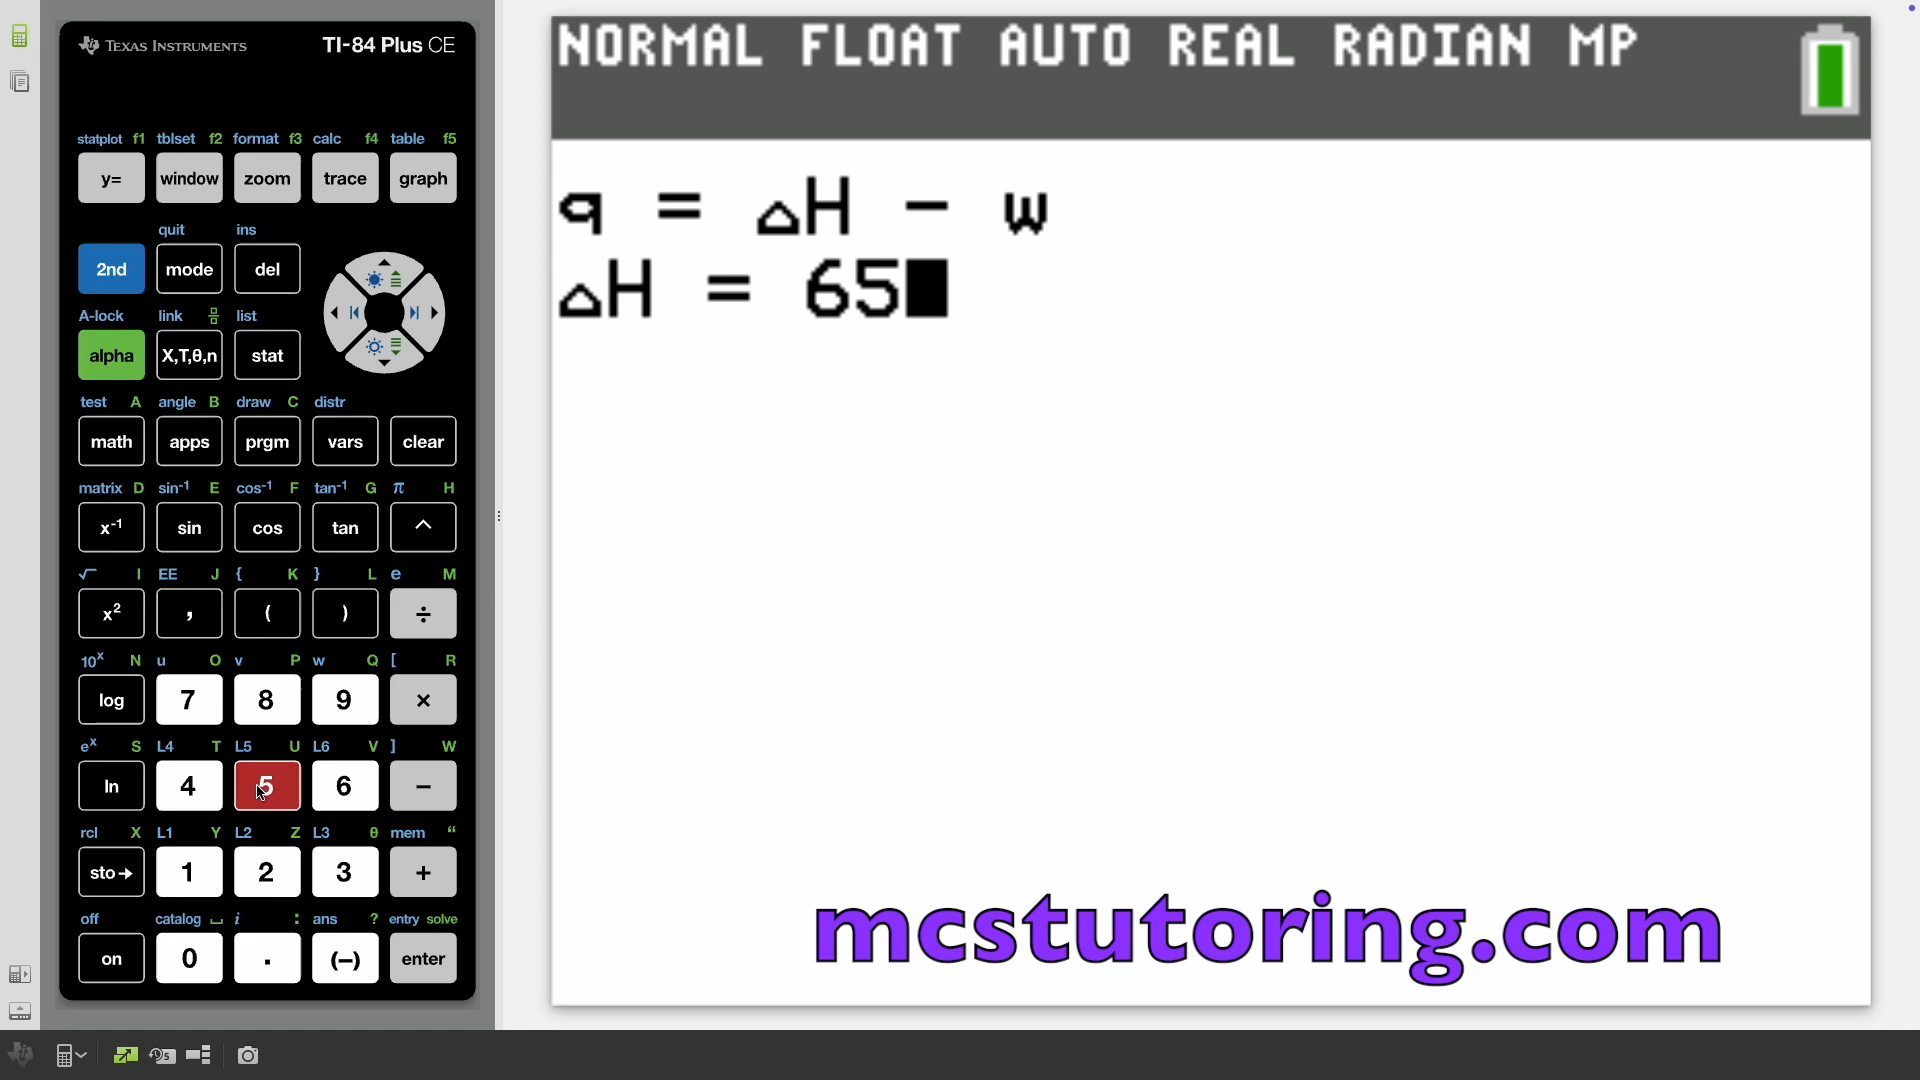 TEXAS INSTRUMENTS TI-84 Plus CE
statplot f1 tblset f2 format f3 calc f4 table f5
y= window zoom trace graph
quit ins
2nd mode del
A-lock link list
alpha X,T,θ,n stat
test A angle B draw C distr
math apps prgm vars clear
matrix D sin⁻¹ E cos⁻¹ F tan⁻¹ G π H
x⁻¹ sin cos tan ^
√ I EE J { K } L e M
x² , ( ) ÷
10ˣ N u O v P w Q [ R
log 7 8 9 ×
eˣ S L4 T L5 U L6 V ] W
ln 4 5 6 −
rcl X L1 Y L2 Z L3 θ mem “
sto→ 1 2 3 +
off catalog ␣ i : ans ? entry solve
on 0 . (−) enter
NORMAL FLOAT AUTO REAL RADIAN MP
q = △H - w
△H = 65
mcstutoring.com